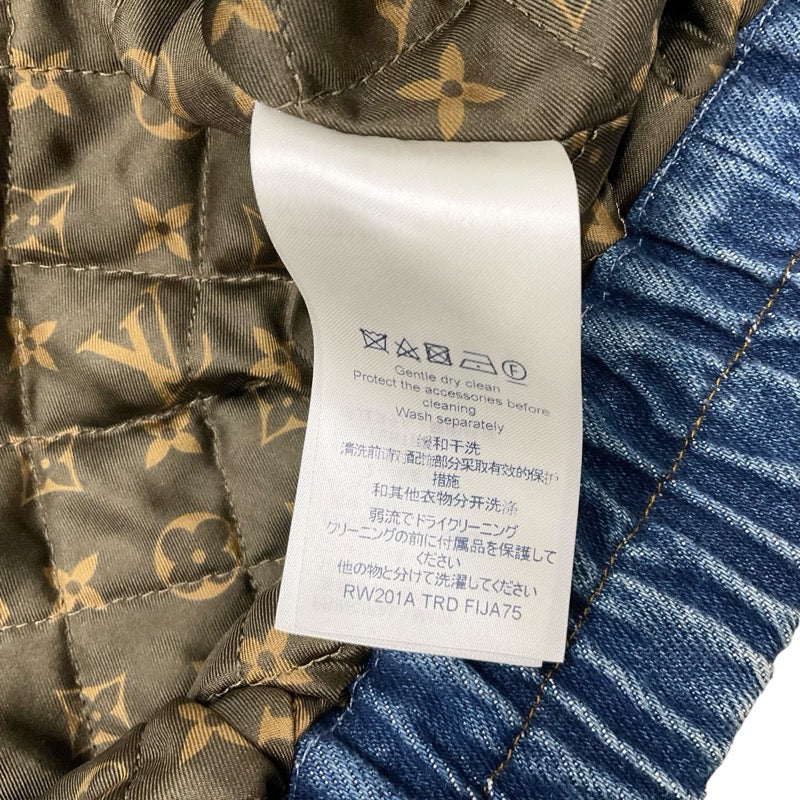 F
Gentle dry clean
Protect the accessories before
cleaning
Wash separately
缓和干洗
清洗前请 配饰部分采取有效的保护
措施
和其他衣物分开洗涤
弱流でドライクリーニング
クリーニングの前に付属品を保護して
ください
他の物と分けて洗濯してください
RW201A TRD FIJA75